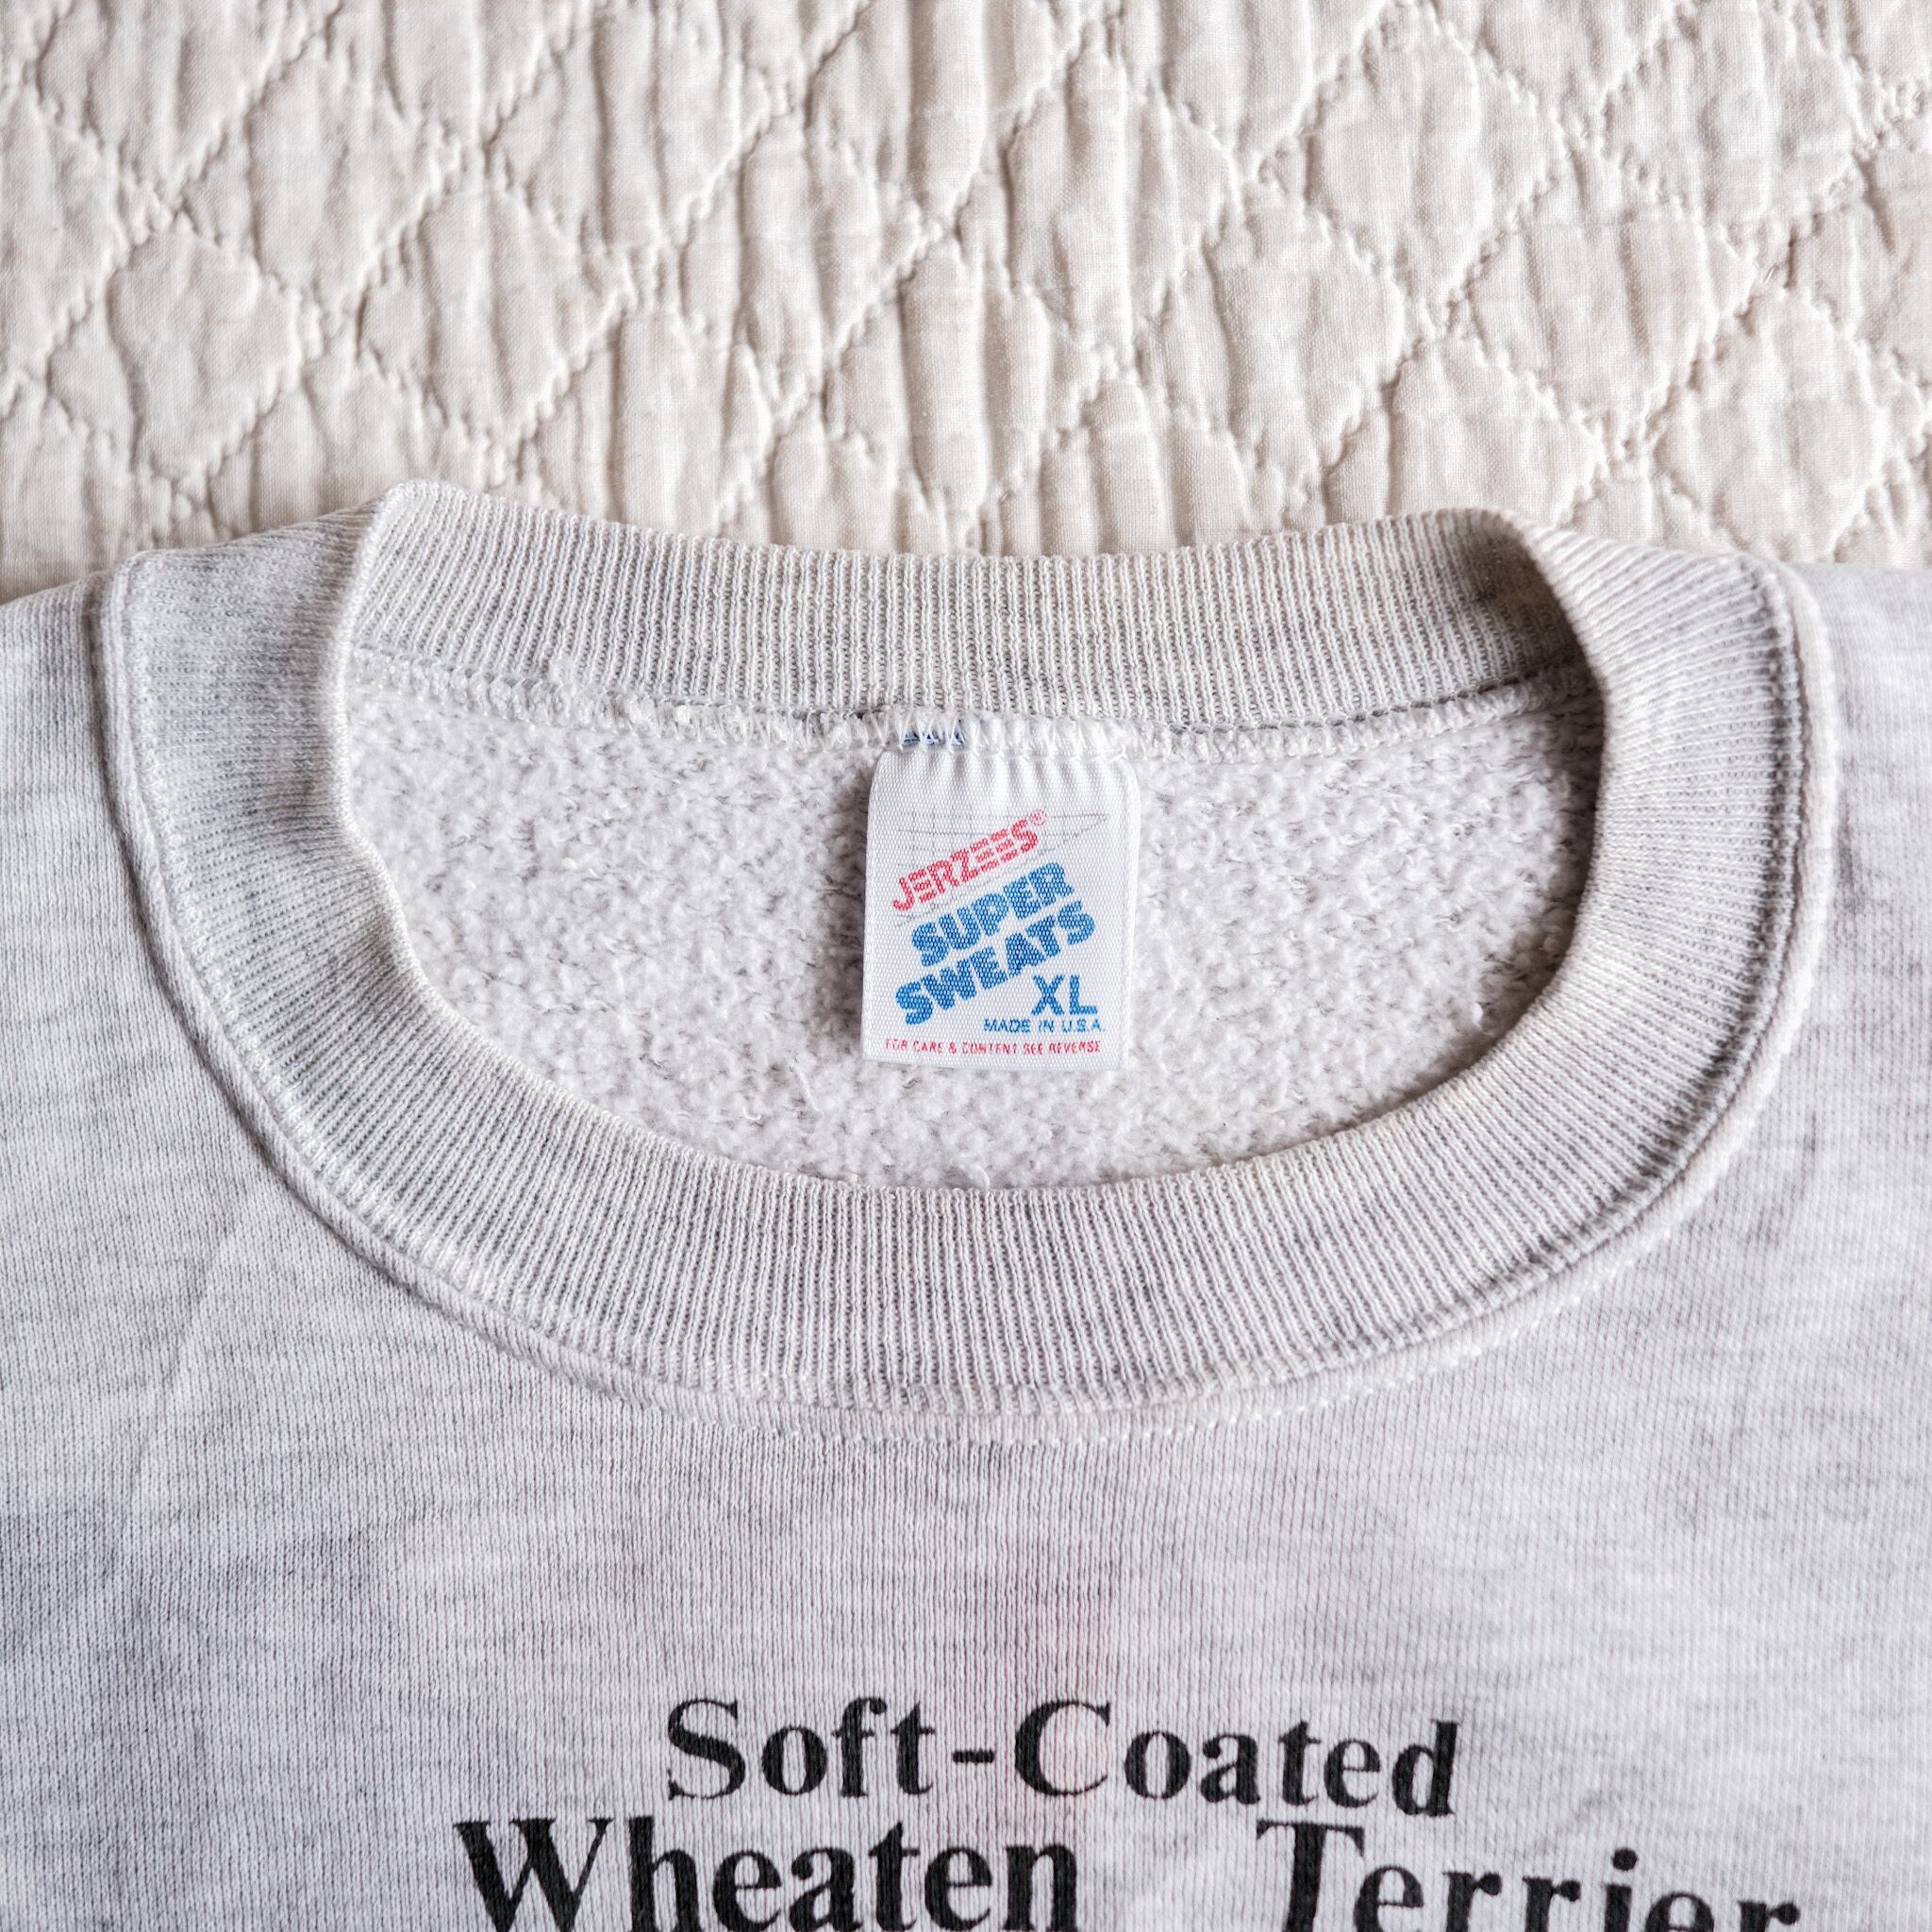 JERZEES®
SUPER
SWEATS
XL
MADE IN U.S.A.
FOR CARE & CONTENT SEE REVERSE
Soft-Coated
Wheaten Terrier